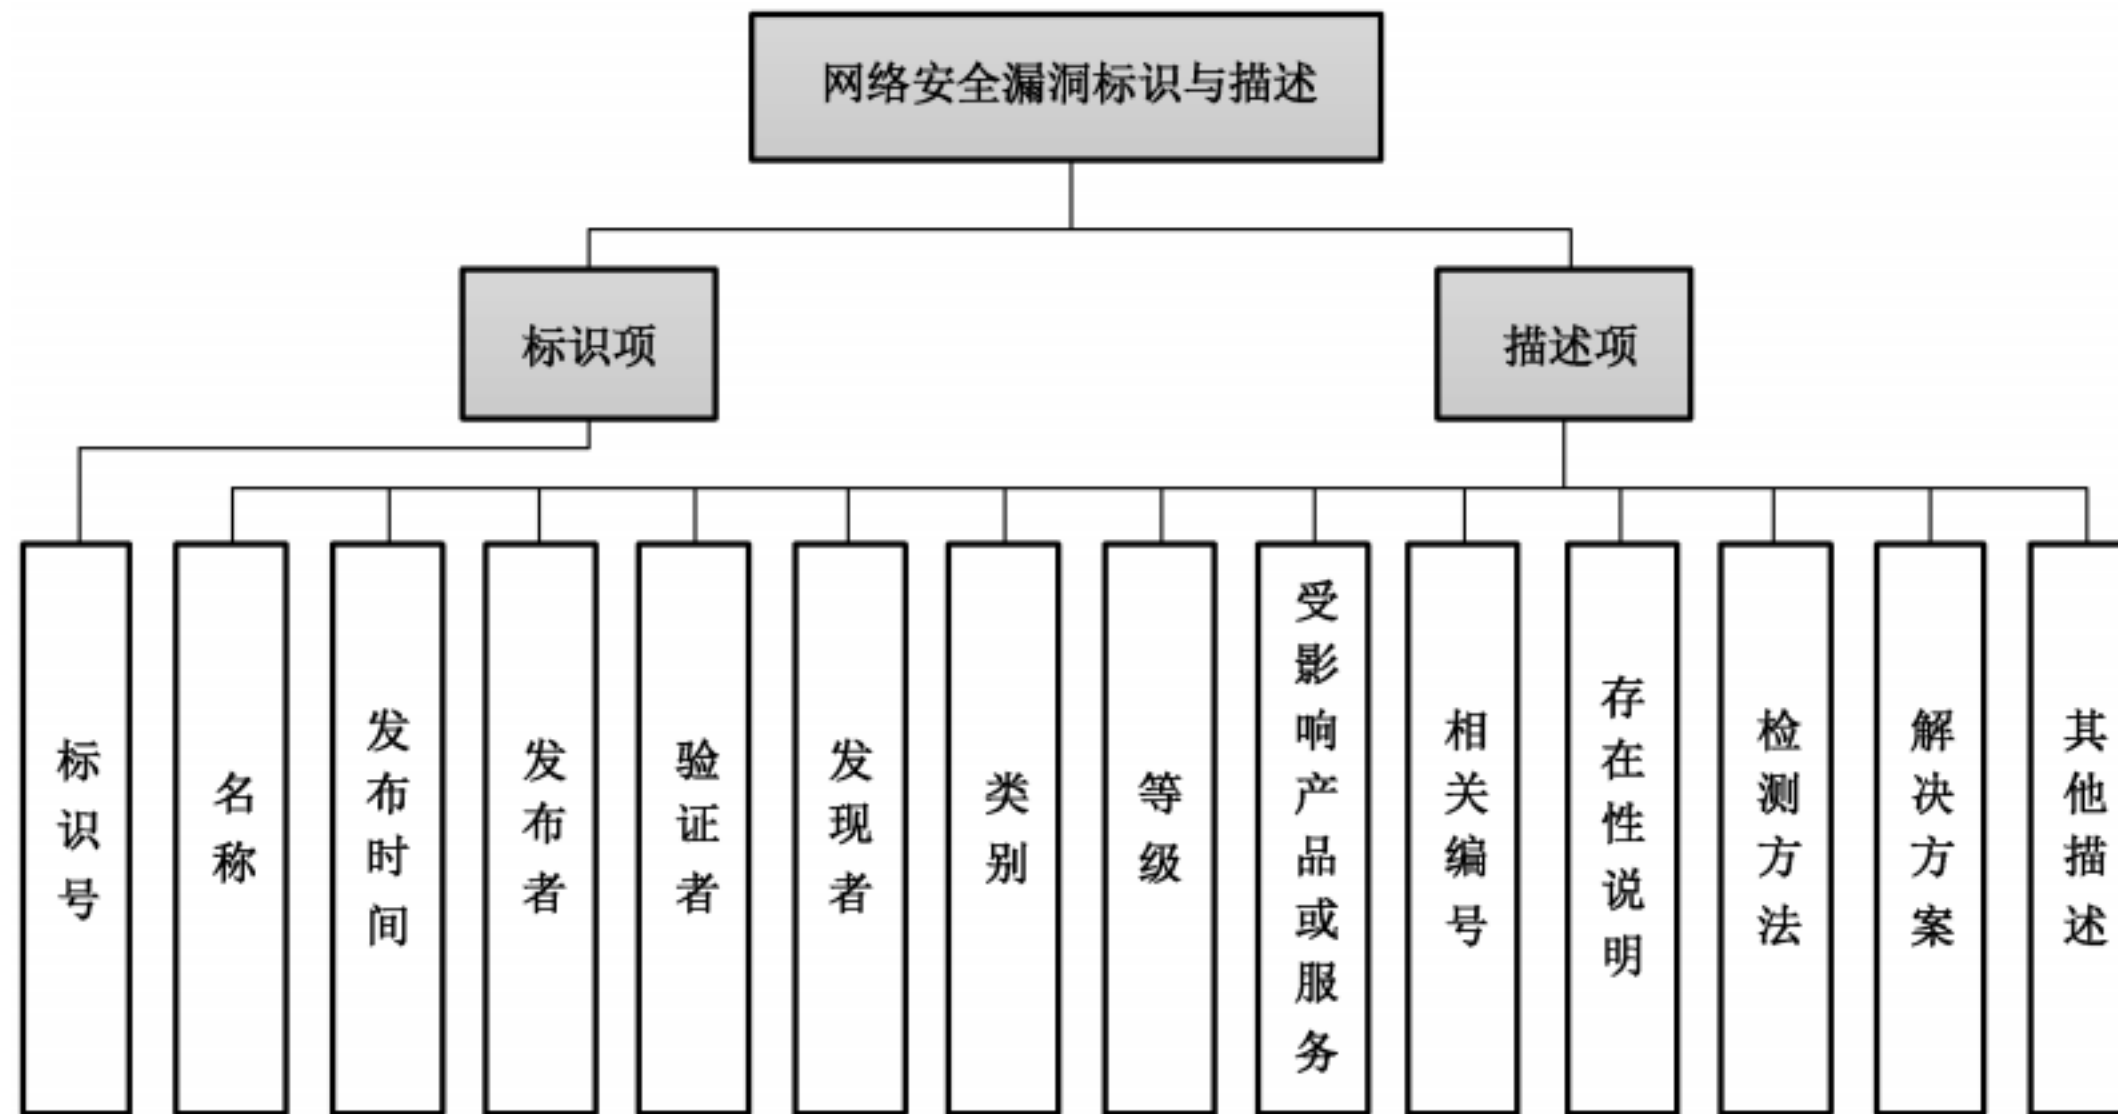 网络安全漏洞标识与描述
标识项
描述项
标识号
名称
发布时间
发布者
验证者
发现者
类别
等级
受影响产品或服务
相关编号
存在性说明
检测方法
解决方案
其他描述